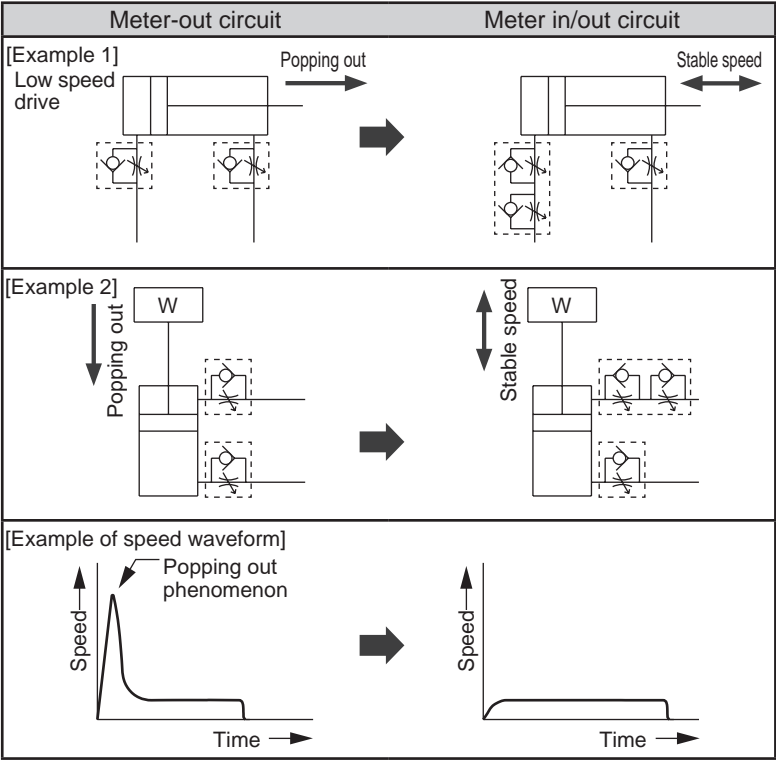 Meter-out circuit
Meter in/out circuit
[Example 1]
Low speed
drive
Popping out
Stable speed
[Example 2]
Popping out
W
Stable speed
W
[Example of speed waveform]
Popping out
phenomenon
Speed
Time
Speed
Time